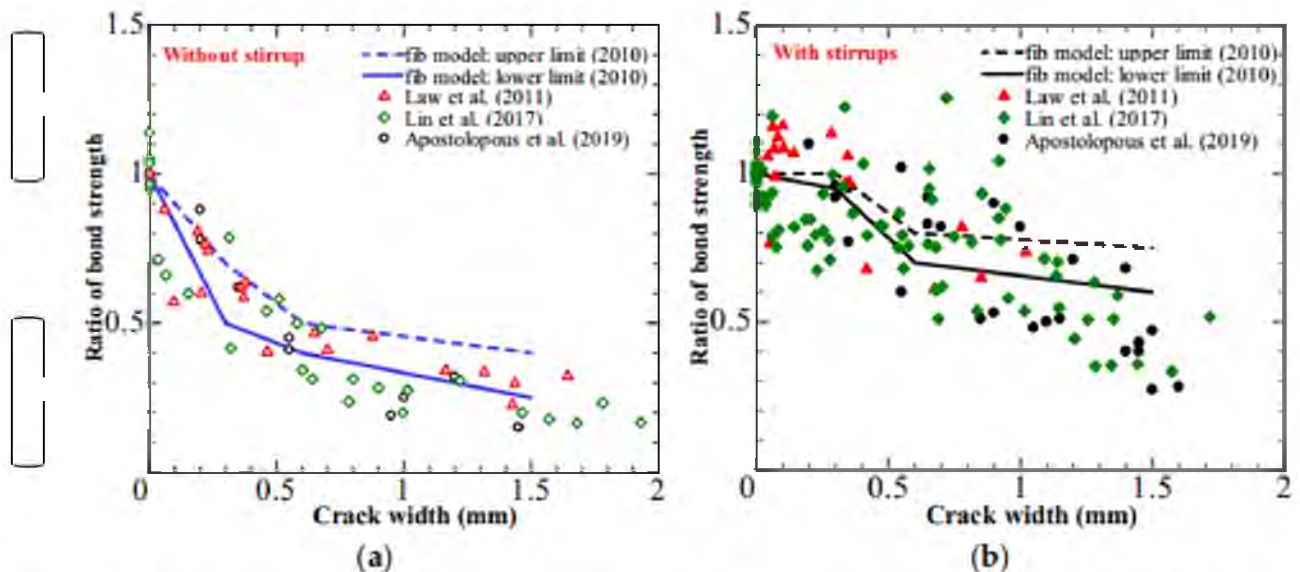 1.5
Without stirrup
fib model: upper limit (2010)
fib model: lower limit (2010)
Law et al. (2011)
Lin et al. (2017)
Apostolopous et al. (2019)
1
0.5
Ratio of bond strength
0
0.5
1
1.5
2
Crack width (mm)
(a)
1.5
With stirrups
fib model: upper limit (2010)
fib model: lower limit (2010)
Law et al. (2011)
Lin et al. (2017)
Apostolopous et al. (2019)
1
0.5
Ratio of bond strength
0
0.5
1
1.5
2
Crack width (mm)
(b)